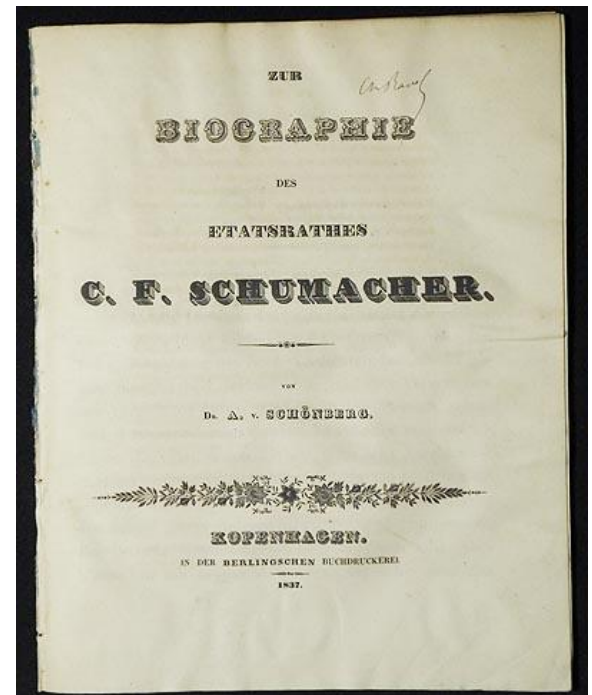 ZUR
BIOGRAPHIE
DES
ETATSRATHES
C. F. SCHUMACHER.
VON
DR. A. v. SCHÖNBERG.
KOPENHAGEN.
IN DER BERLINGSCHEN BUCHDRUCKEREI.
1837.